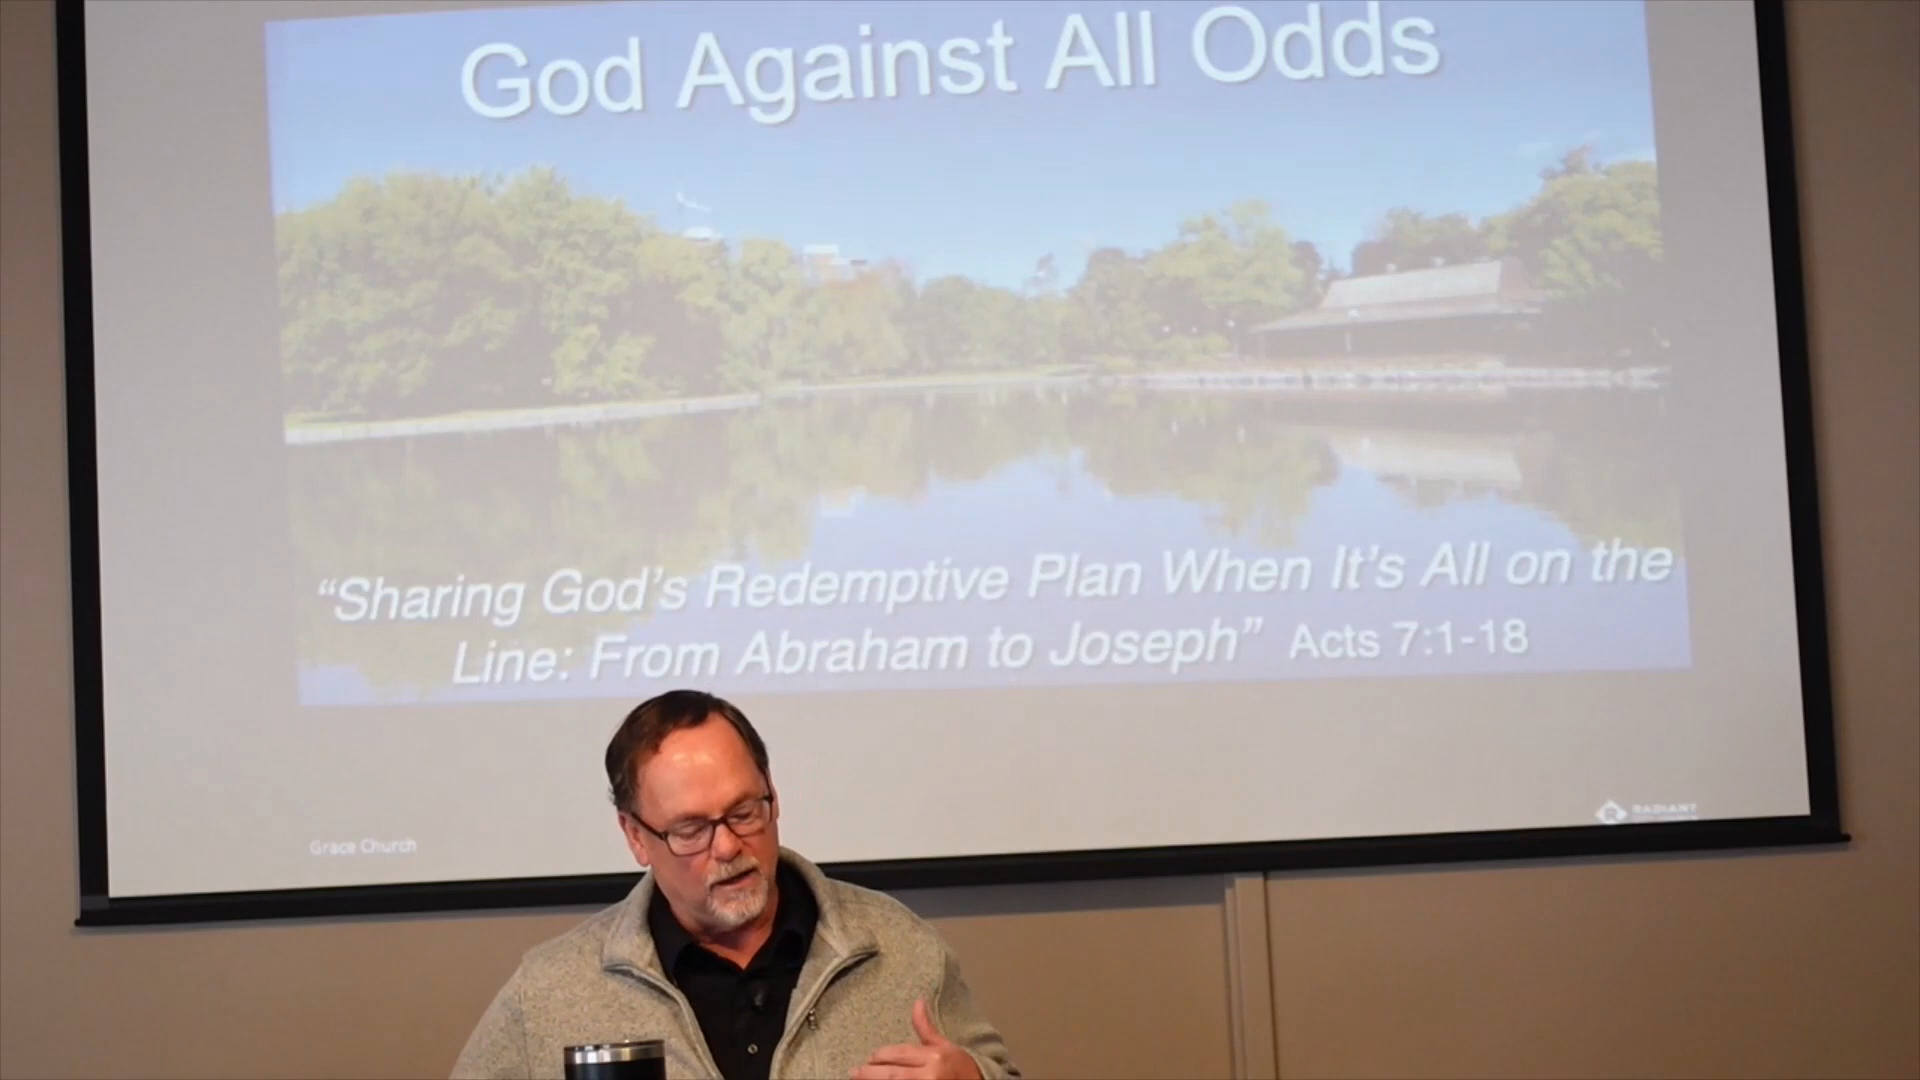 God Against All Odds
“Sharing God’s Redemptive Plan When It’s All on the
Line: From Abraham to Joseph” Acts 7:1-18
Grace Church
RADIANT